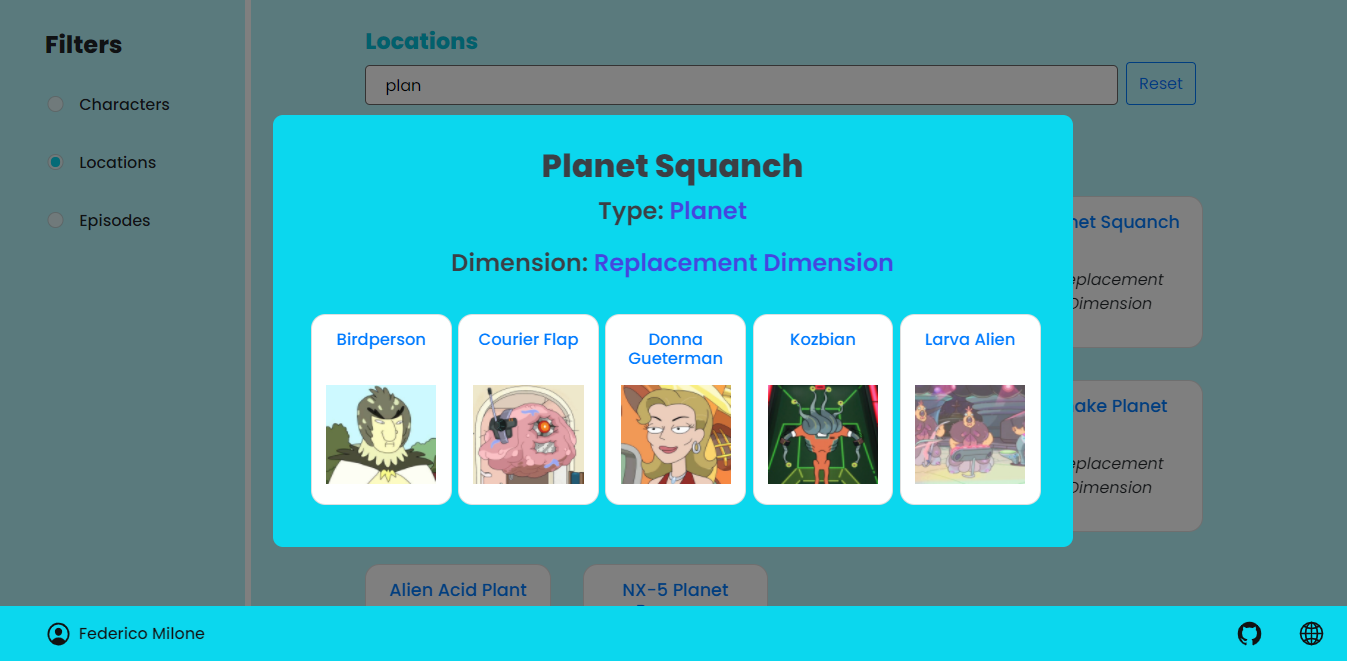 Filters
Characters
Locations
Episodes
Locations
plan
Reset
Planet Squanch
Type: Planet
Dimension: Replacement Dimension
Birdperson
Courier Flap
Donna
Gueterman
Kozbian
Larva Alien
net Squanch
eplacement
Dimension
ake Planet
eplacement
Dimension
Alien Acid Plant
NX-5 Planet
Federico Milone